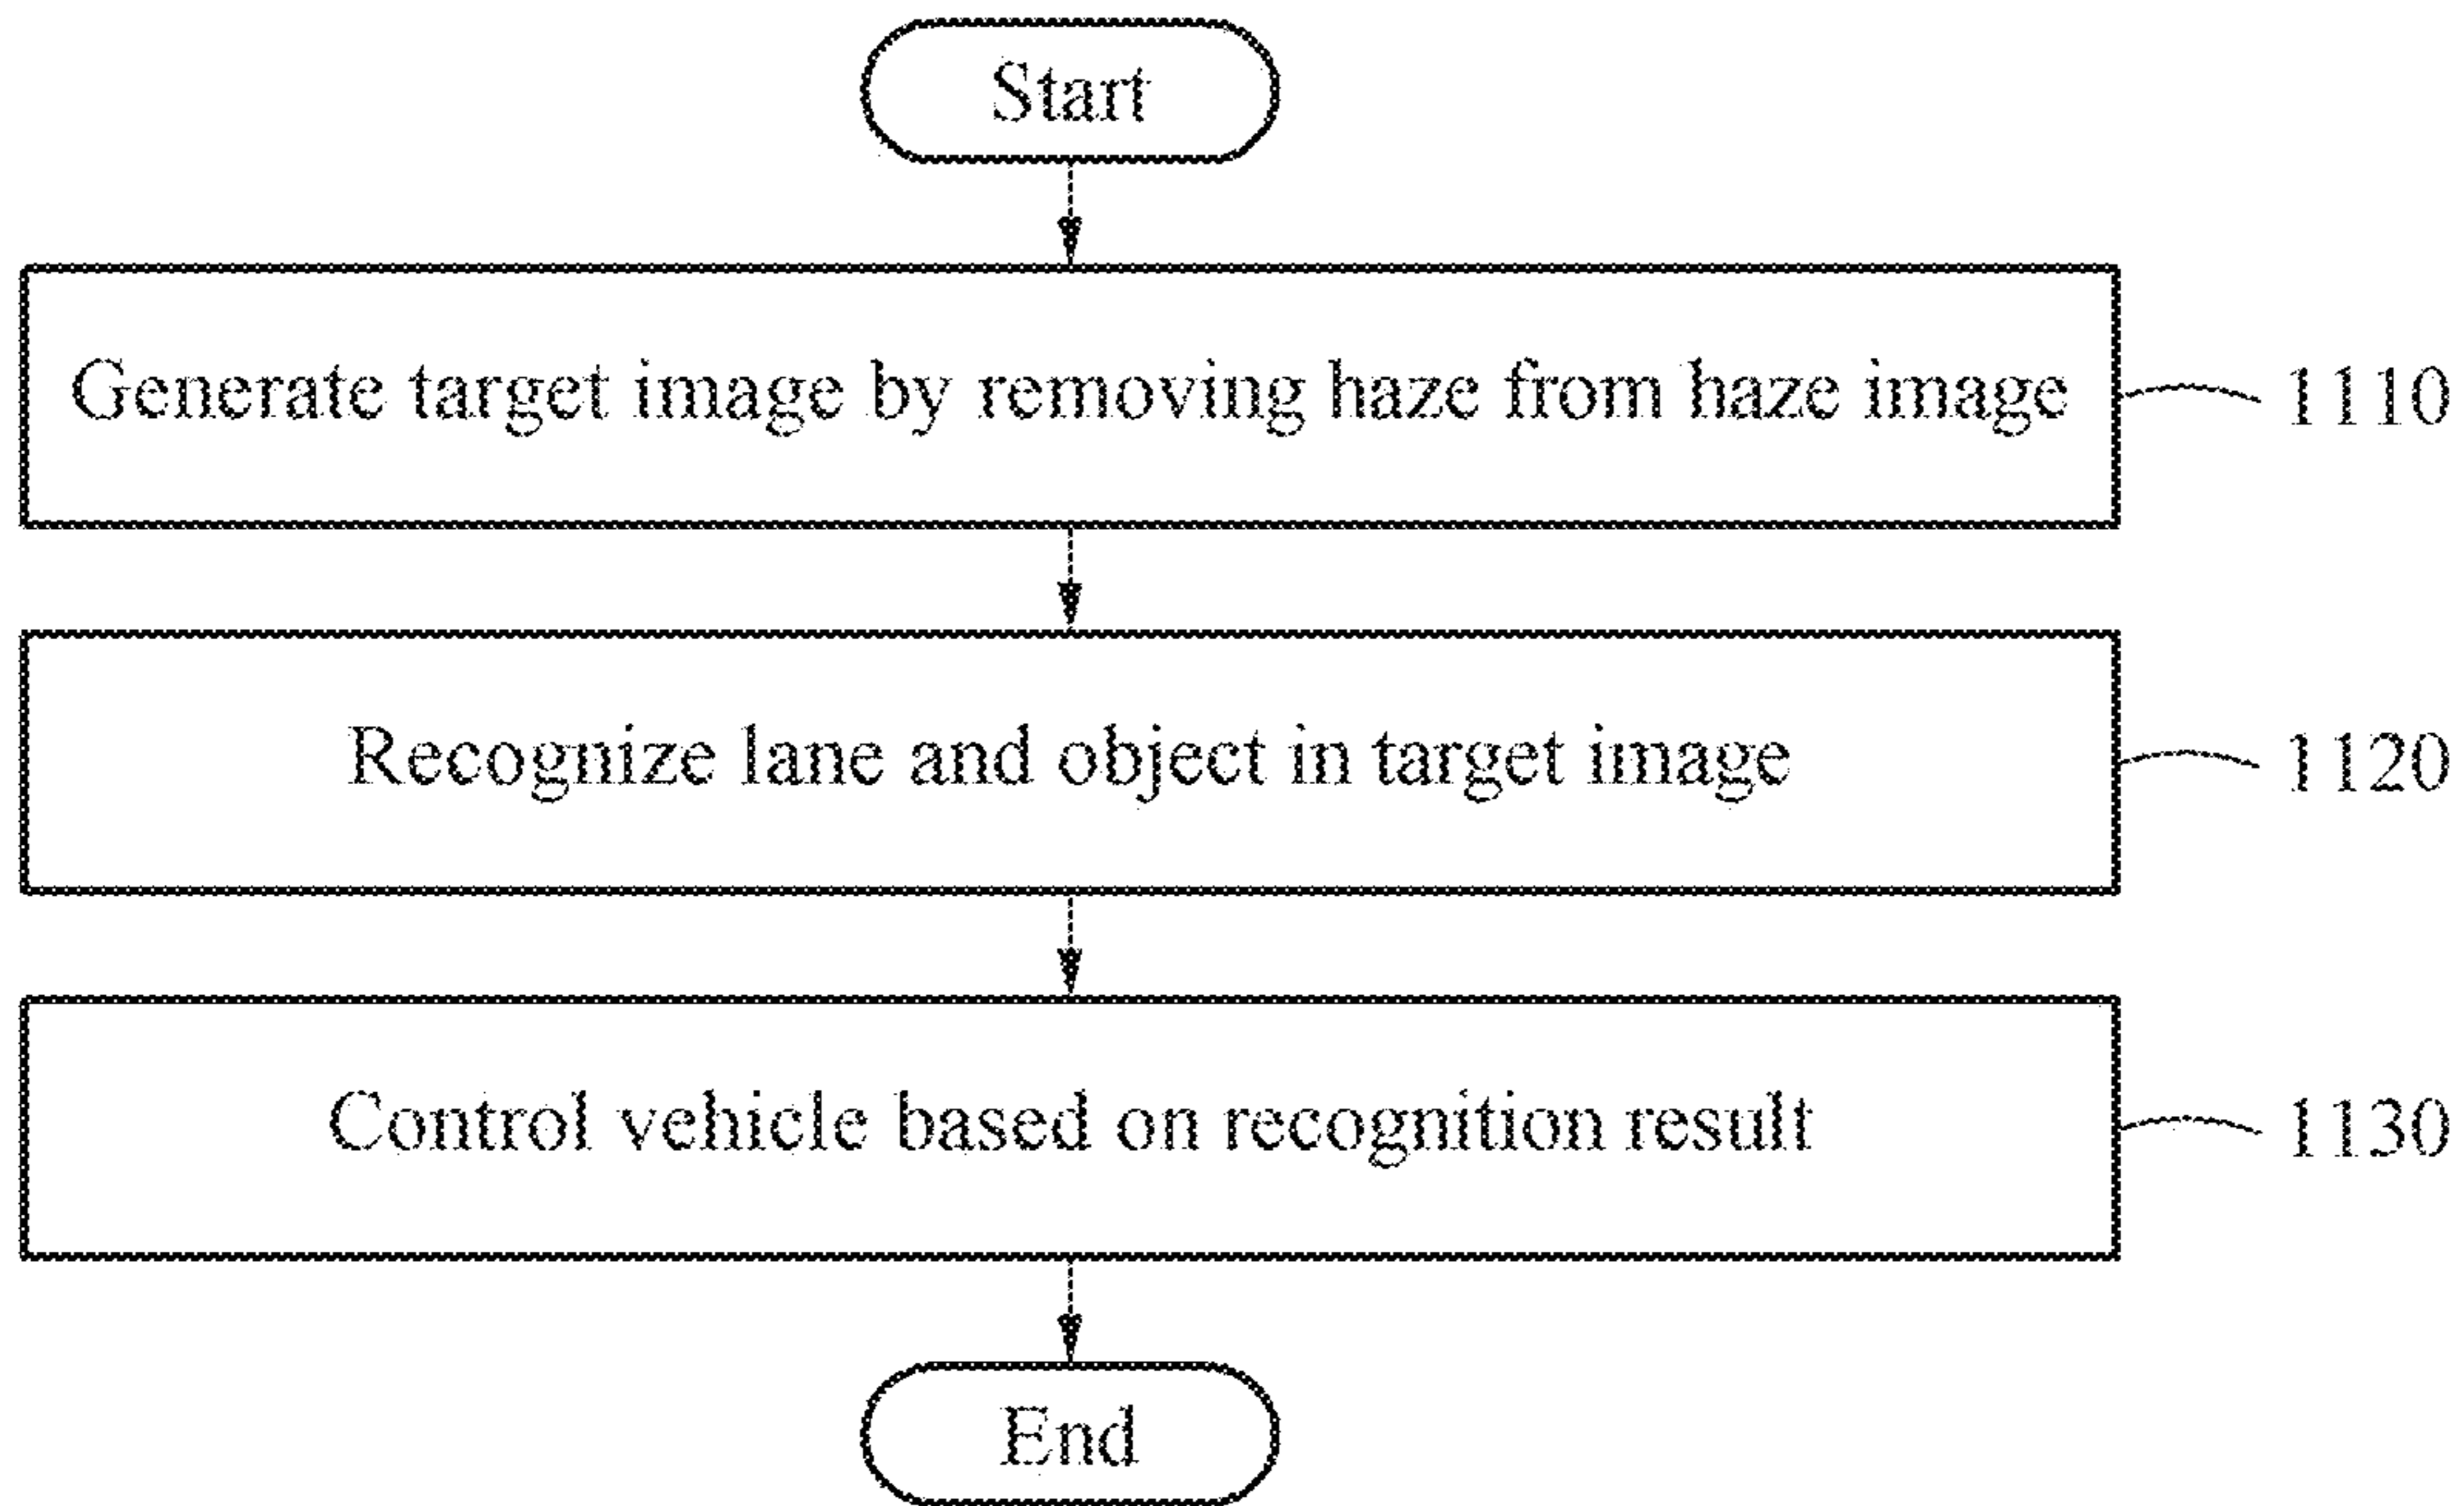 Start
Generate target image by removing haze from haze image
1110
Recognize lane and object in target image
1120
Control vehicle based on recognition result
1130
End